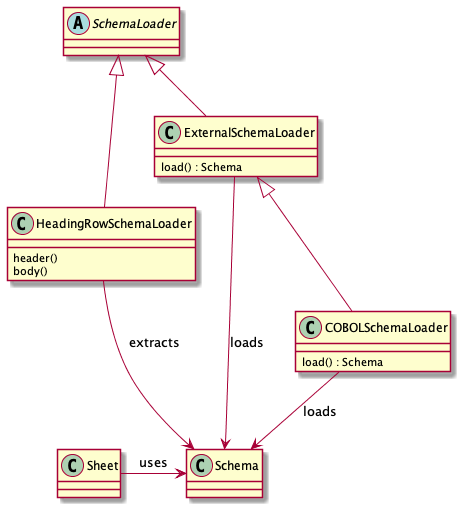 A SchemaLoader
C ExternalSchemaLoader
load() : Schema
C HeadingRowSchemaLoader
header()
body()
C COBOLSchemaLoader
load() : Schema
extracts
loads
loads
C Sheet
uses
C Schema